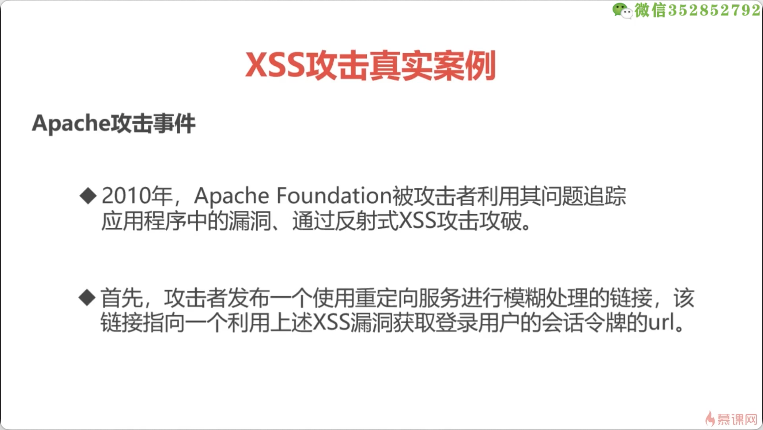 微信352852792
XSS攻击真实案例
Apache攻击事件
◆ 2010年，Apache Foundation被攻击者利用其问题追踪
应用程序中的漏洞、通过反射式XSS攻击攻破。
◆ 首先，攻击者发布一个使用重定向服务进行模糊处理的链接，该
链接指向一个利用上述XSS漏洞获取登录用户的会话令牌的url。
慕课网